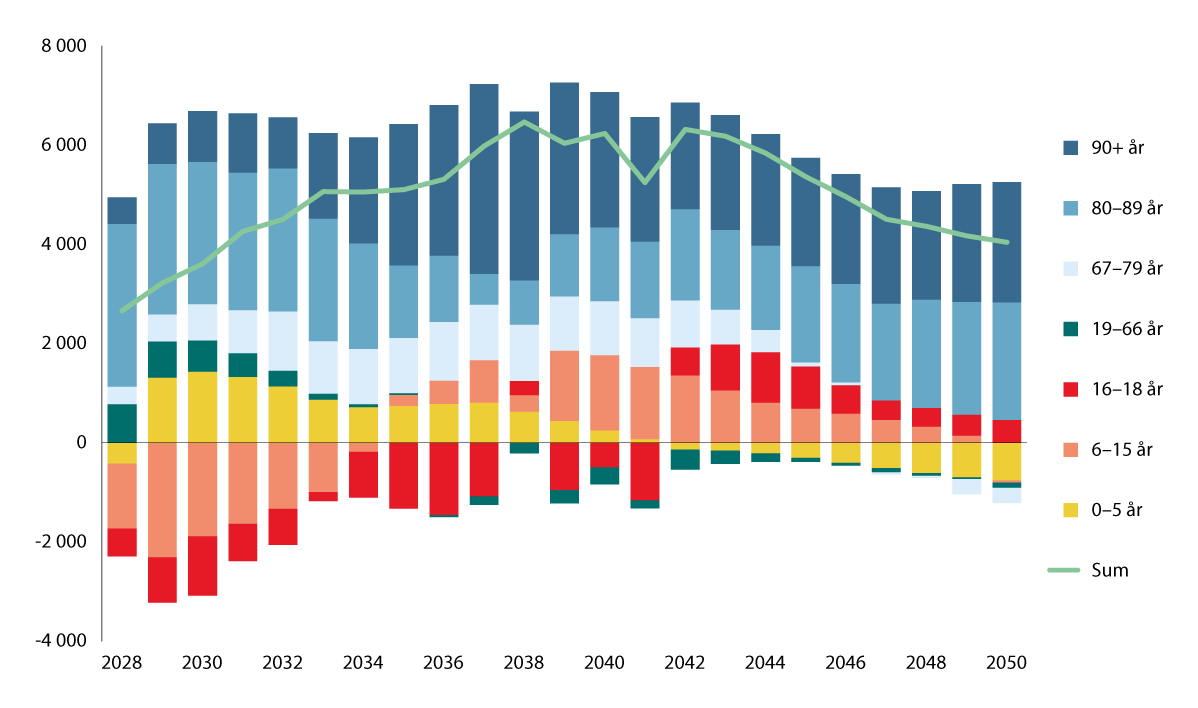 8 000
6 000
4 000
2 000
0
-2 000
-4 000
2028 2030 2032 2034 2036 2038 2040 2042 2044 2046 2048 2050
90+ år
80–89 år
67–79 år
19–66 år
16–18 år
6–15 år
0–5 år
Sum